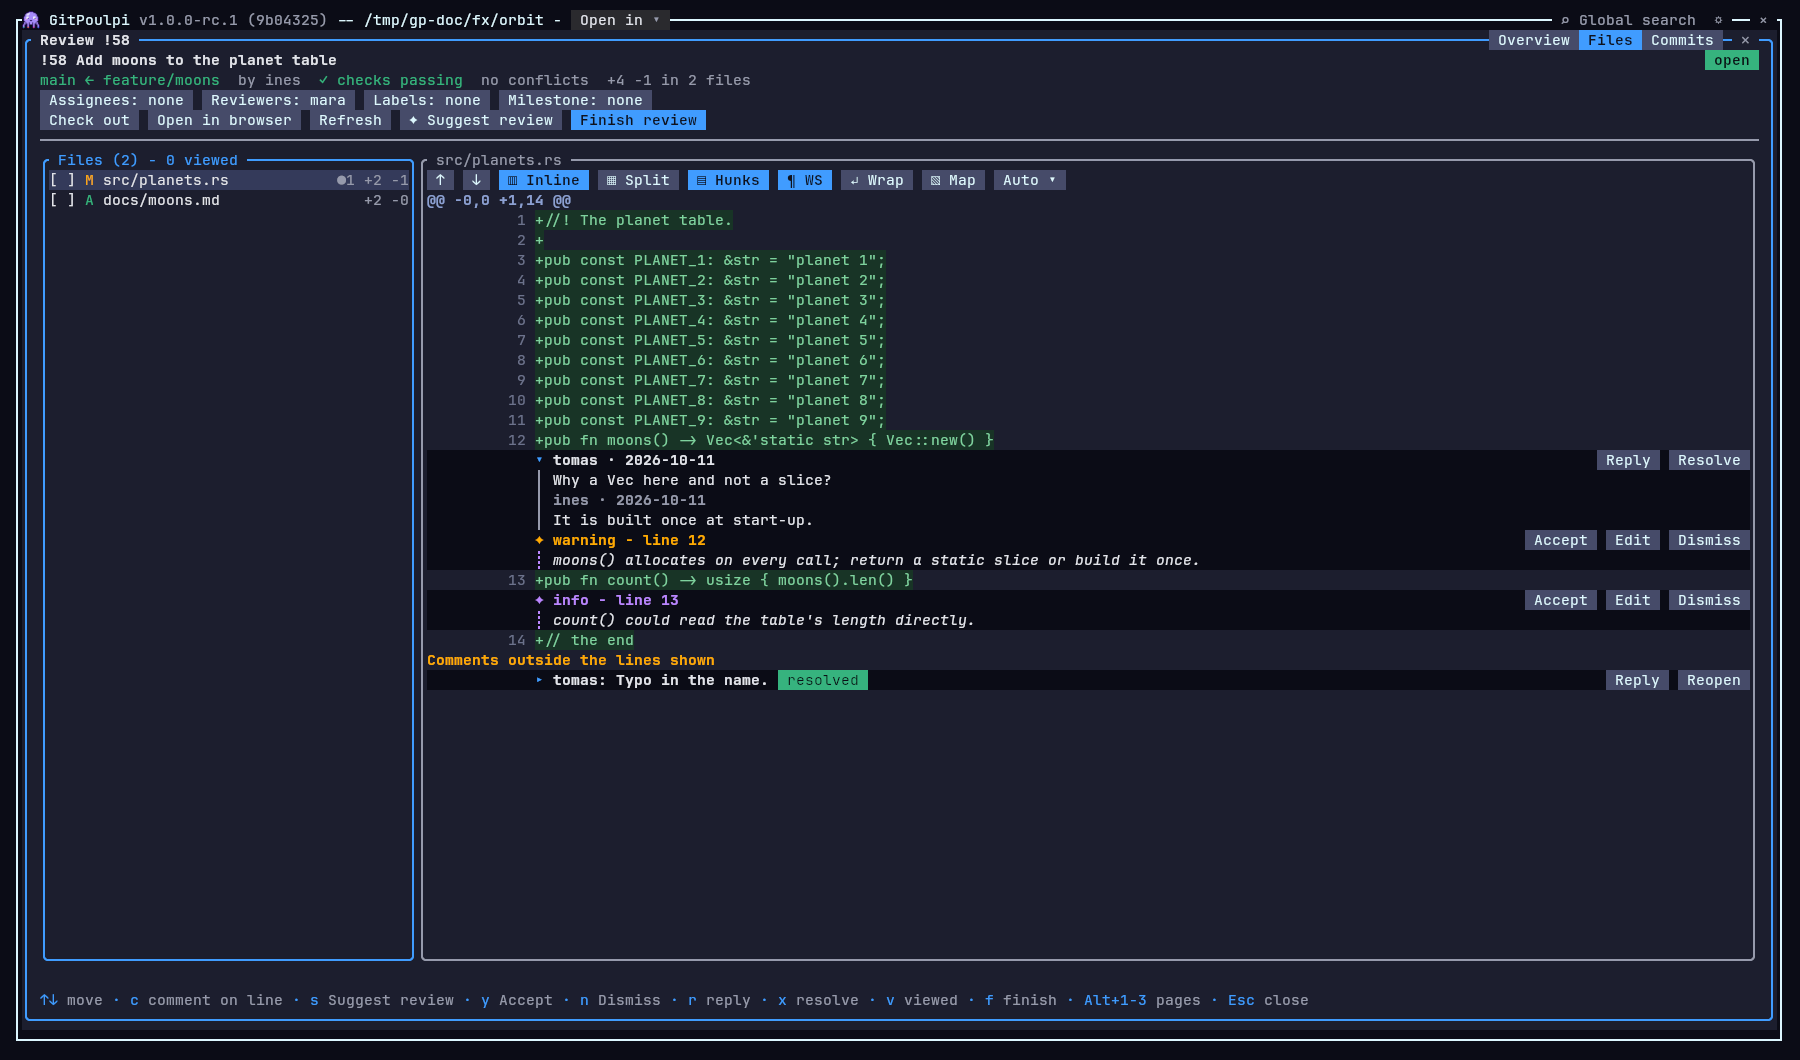 GitPoulpi v1.0.0-rc.1 (9b04325) -- /tmp/gp-doc/fx/orbit - Open in ▾ ⌕ Global search ⚙ — ×
Review !58 Overview Files Commits — ×
!58 Add moons to the planet table open
main ← feature/moons by ines ✓ checks passing no conflicts +4 -1 in 2 files
Assignees: none Reviewers: mara Labels: none Milestone: none
Check out Open in browser Refresh ✦ Suggest review Finish review
Files (2) - 0 viewed
[ ] M src/planets.rs ●1 +2 -1
[ ] A docs/moons.md +2 -0
src/planets.rs
↑ ↓ ▥ Inline ▦ Split ▤ Hunks ¶ WS ↲ Wrap ▧ Map Auto ▾
@@ -0,0 +1,14 @@
1 +//! The planet table.
2 +
3 +pub const PLANET_1: &str = "planet 1";
4 +pub const PLANET_2: &str = "planet 2";
5 +pub const PLANET_3: &str = "planet 3";
6 +pub const PLANET_4: &str = "planet 4";
7 +pub const PLANET_5: &str = "planet 5";
8 +pub const PLANET_6: &str = "planet 6";
9 +pub const PLANET_7: &str = "planet 7";
10 +pub const PLANET_8: &str = "planet 8";
11 +pub const PLANET_9: &str = "planet 9";
12 +pub fn moons() -> Vec<&'static str> { Vec::new() }
▾ tomas · 2026-10-11 Reply Resolve
Why a Vec here and not a slice?
ines · 2026-10-11
It is built once at start-up.
✦ warning - line 12 Accept Edit Dismiss
moons() allocates on every call; return a static slice or build it once.
13 +pub fn count() -> usize { moons().len() }
✦ info - line 13 Accept Edit Dismiss
count() could read the table's length directly.
14 +// the end
Comments outside the lines shown
▸ tomas: Typo in the name. resolved Reply Reopen
↑↓ move · c comment on line · s Suggest review · y Accept · n Dismiss · r reply · x resolve · v viewed · f finish · Alt+1-3 pages · Esc close